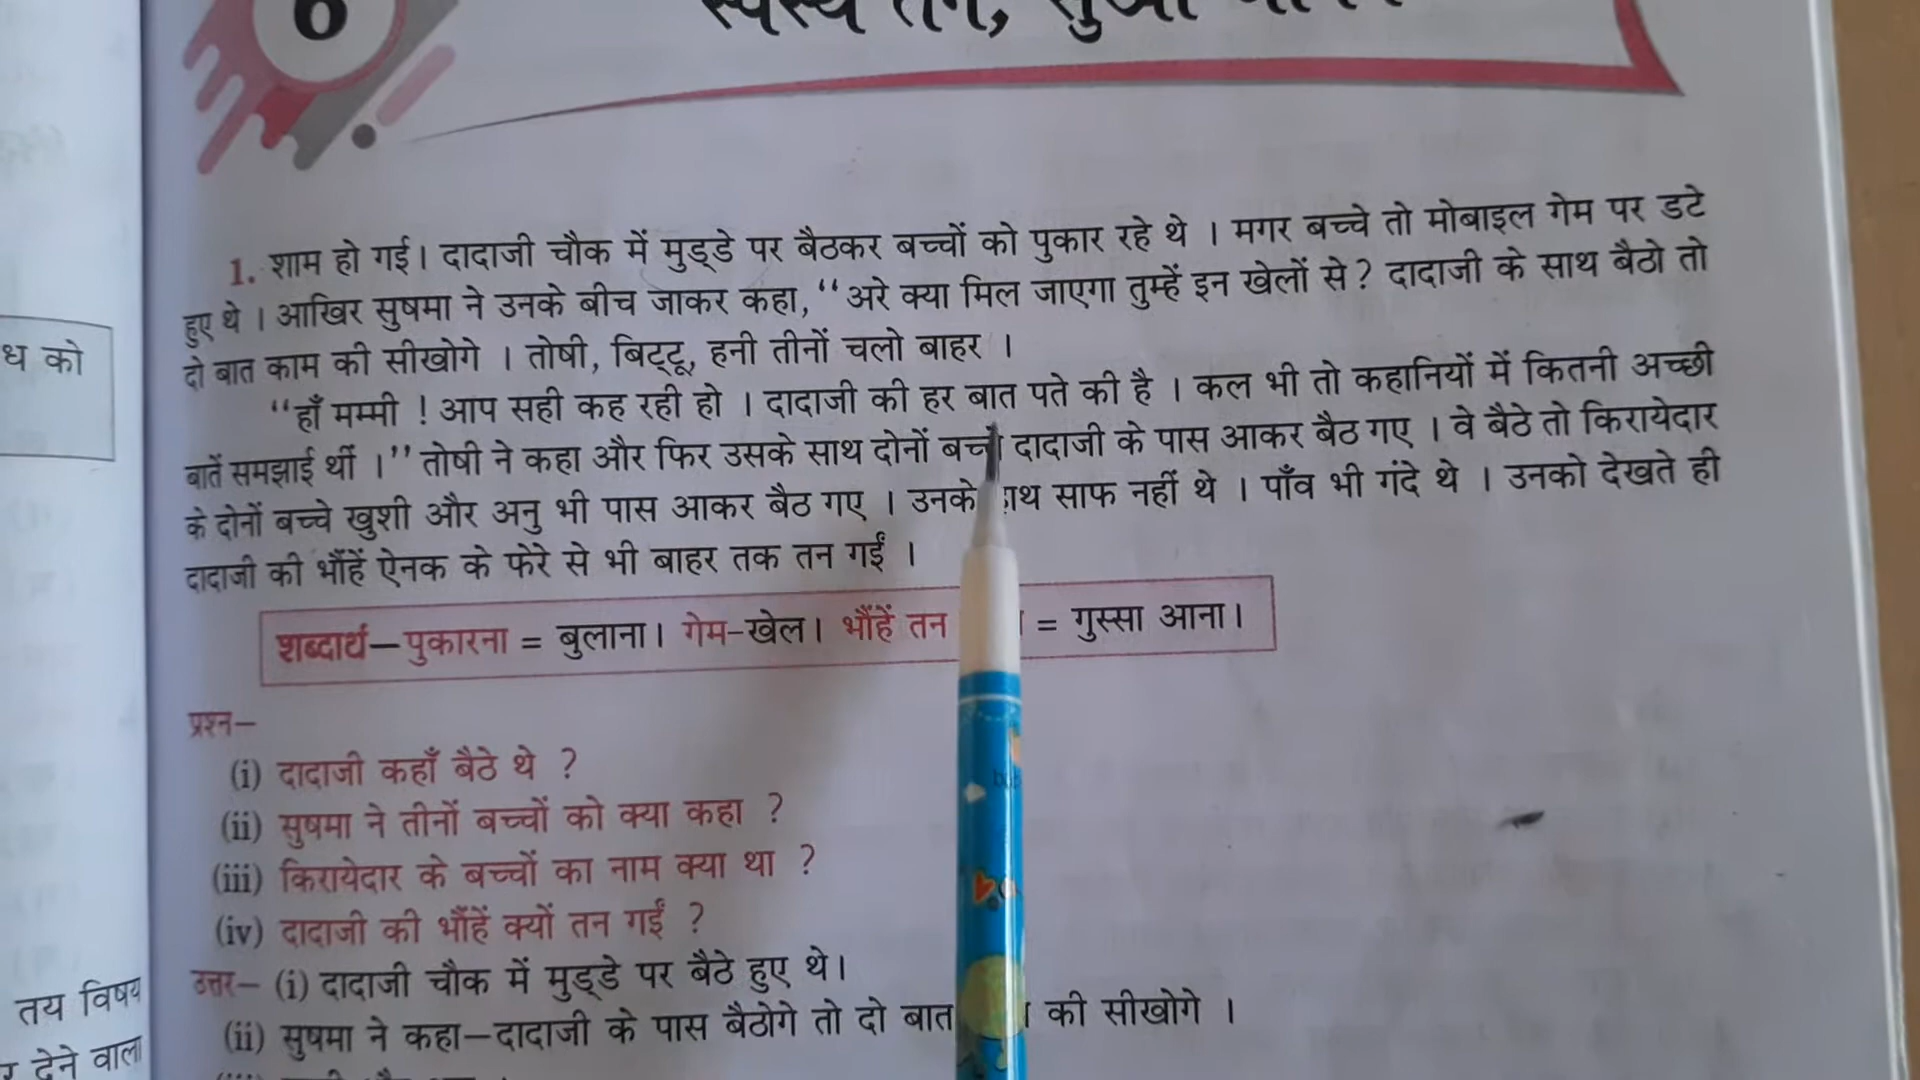 6
स्वस्थ तन, सुखी
1. शाम हो गई। दादाजी चौक में मुड्डे पर बैठकर बच्चों को पुकार रहे थे । मगर बच्चे तो मोबाइल गेम पर डटे
हुए थे । आखिर सुषमा ने उनके बीच जाकर कहा, “अरे क्या मिल जाएगा तुम्हें इन खेलों से? दादाजी के साथ बैठो तो
दो बात काम की सीखोगे । तोषी, बिट्टू, हनी तीनों चलो बाहर ।
“हाँ मम्मी ! आप सही कह रही हो । दादाजी की हर बात पते की है । कल भी तो कहानियों में कितनी अच्छी
बातें समझाई थीं ।” तोषी ने कहा और फिर उसके साथ दोनों दादाजी के पास आकर बैठ गए । वे बैठे तो किरायेदार
के दोनों बच्चे खुशी और अनु भी पास आकर बैठ गए । उनके साफ नहीं थे । पाँव भी गंदे थे । उनको देखते ही
दादाजी की भौंहें ऐनक के फेरे से भी बाहर तक तन गईं ।
शब्दार्थ–पुकारना = बुलाना। गेम-खेल। भौंहें तन = गुस्सा आना।
प्रश्न–
(i) दादाजी कहाँ बैठे थे ?
(ii) सुषमा ने तीनों बच्चों को क्या कहा ?
(iii) किरायेदार के बच्चों का नाम क्या था ?
(iv) दादाजी की भौंहें क्यों तन गईं ?
उत्तर– (i) दादाजी चौक में मुड्डे पर बैठे हुए थे।
(ii) सुषमा ने कहा–दादाजी के पास बैठोगे तो दो बात की सीखोगे ।
ध को
तय विषय
र देने वाला